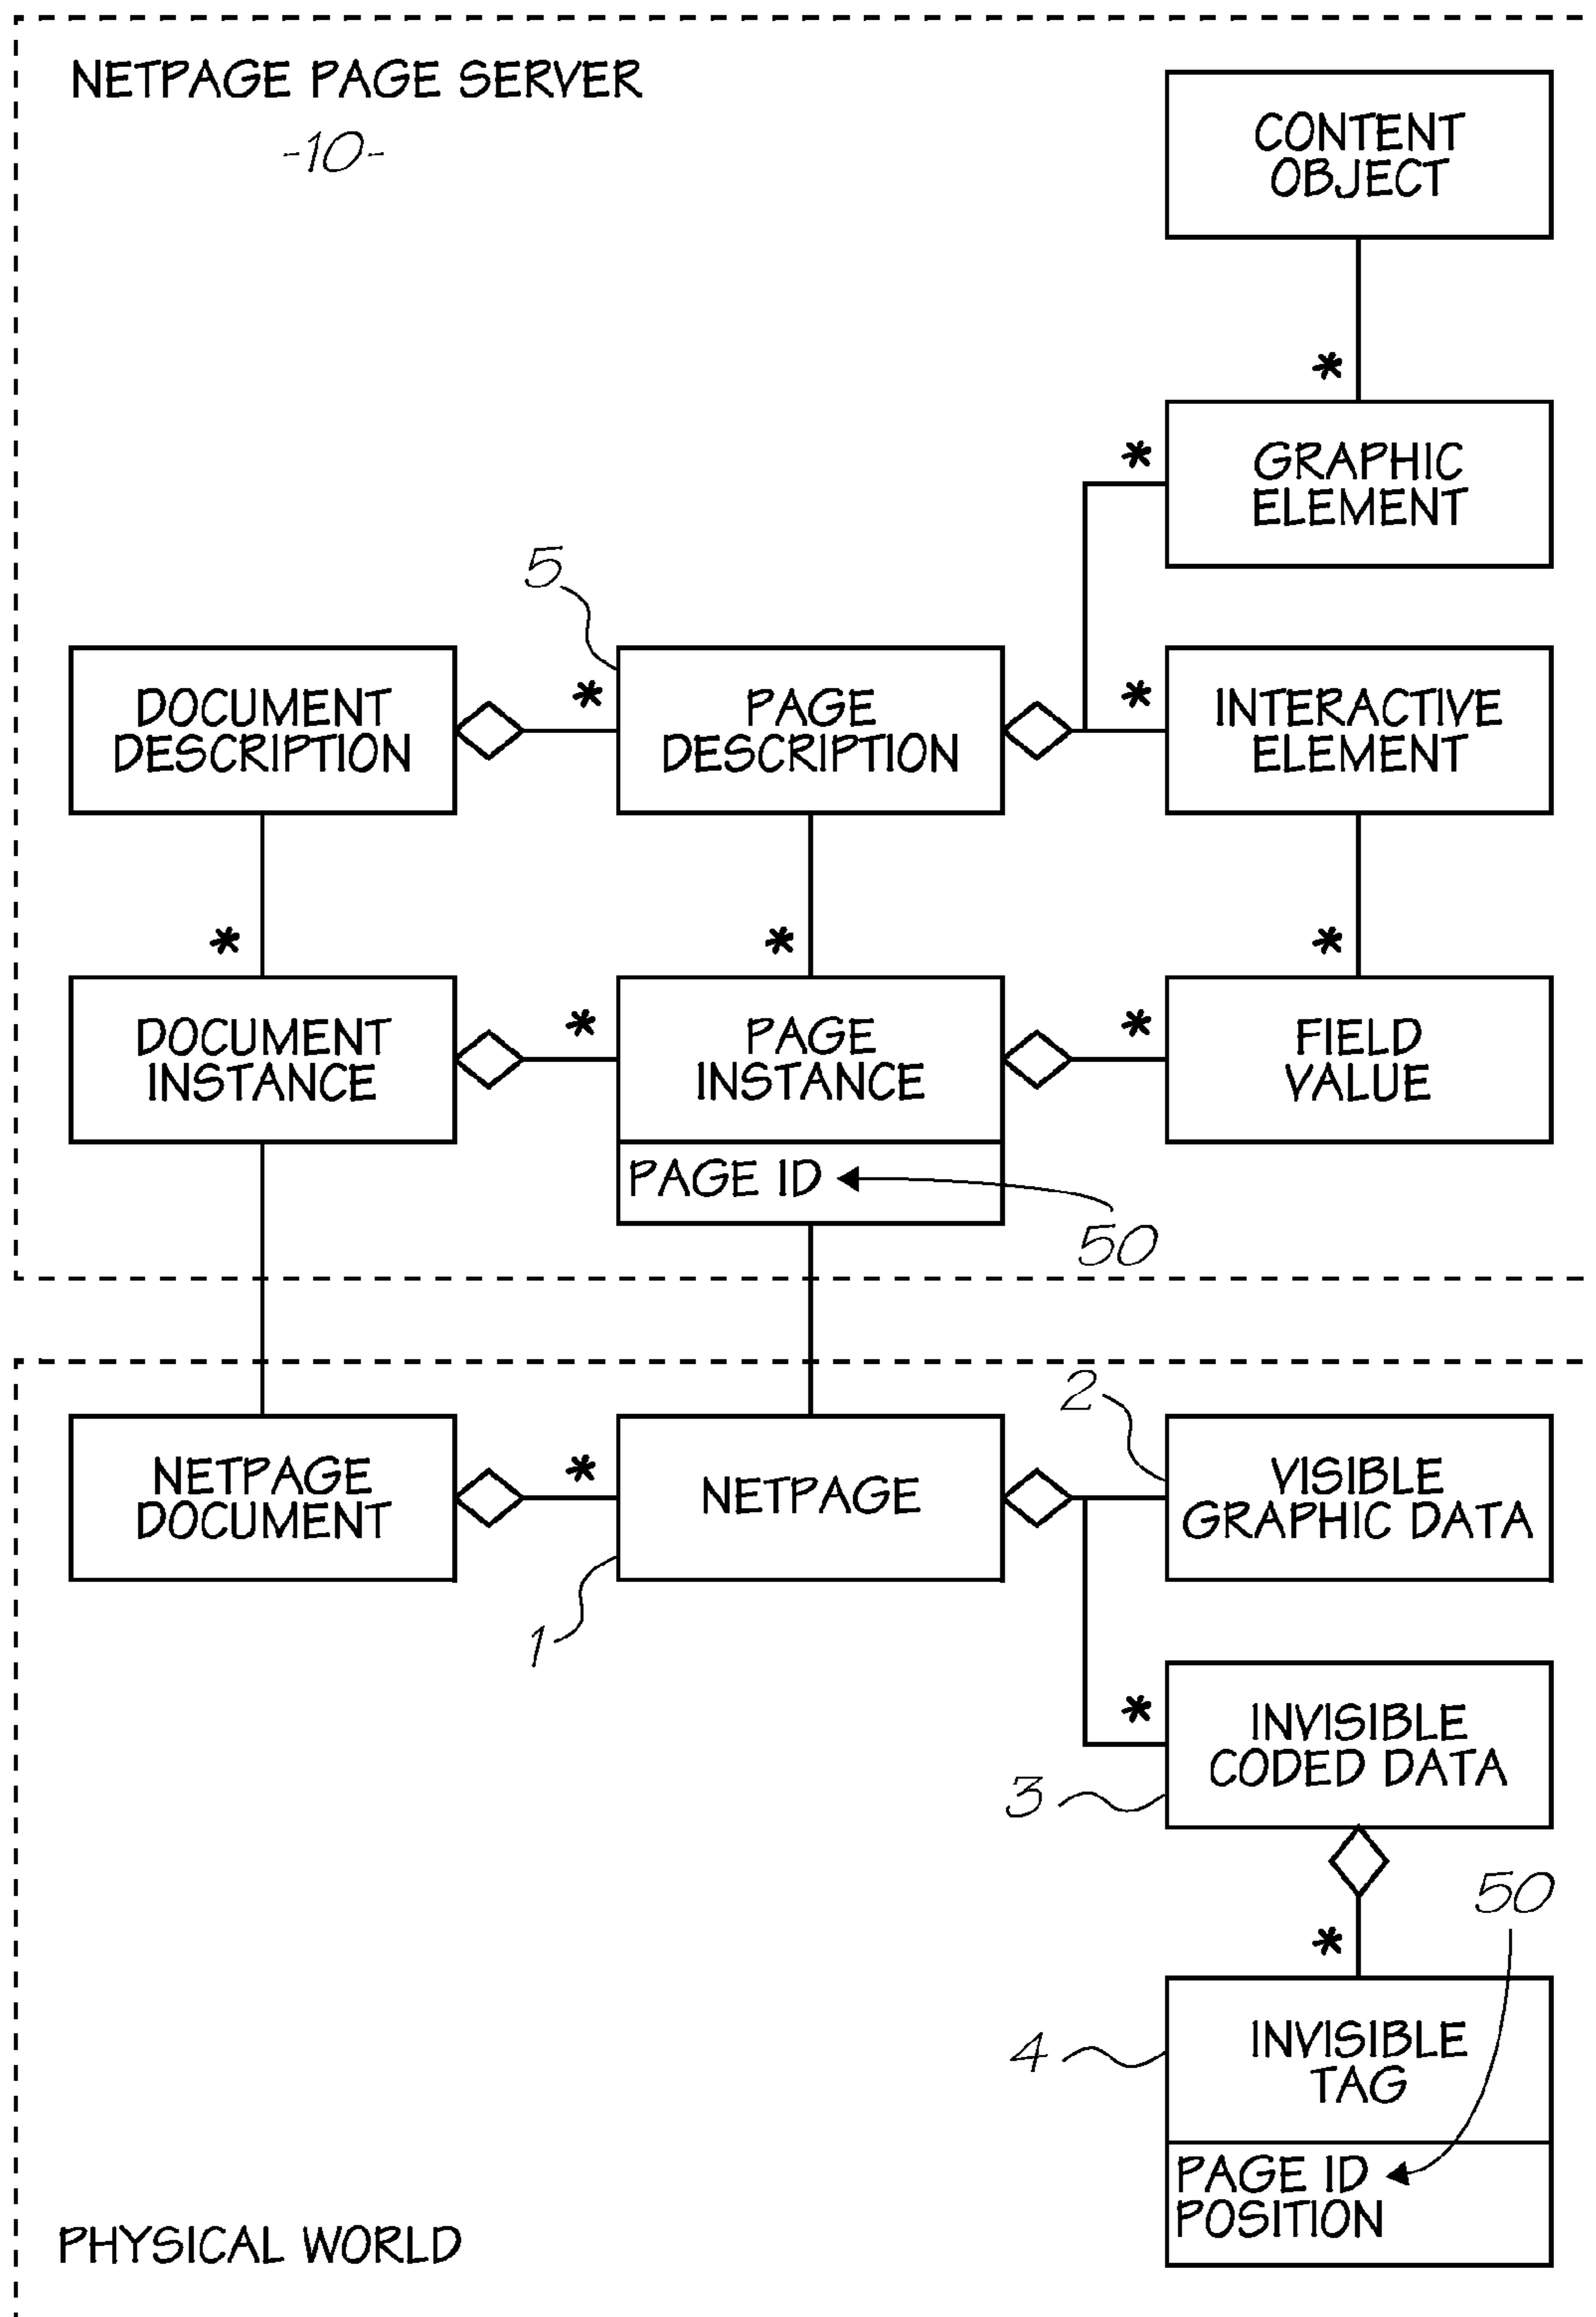 NETPAGE PAGE SERVER
-10-
CONTENT
OBJECT
*
*
GRAPHIC
ELEMENT
5
DOCUMENT
DESCRIPTION
*
PAGE
DESCRIPTION
*
INTERACTIVE
ELEMENT
*
*
*
DOCUMENT
INSTANCE
*
PAGE
INSTANCE
*
FIELD
VALUE
PAGE ID
50
2
NETPAGE
DOCUMENT
*
NETPAGE
VISIBLE
GRAPHIC DATA
1
*
INVISIBLE
CODED DATA
3
50
*
4
INVISIBLE
TAG
PAGE ID
POSITION
PHYSICAL WORLD